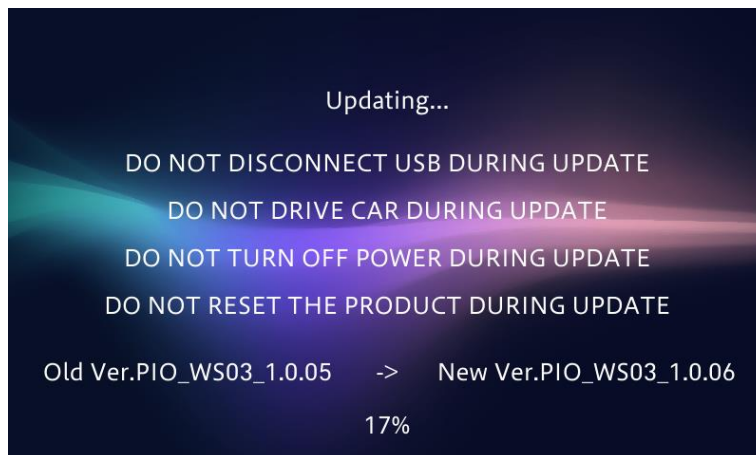 Updating...
DO NOT DISCONNECT USB DURING UPDATE
DO NOT DRIVE CAR DURING UPDATE
DO NOT TURN OFF POWER DURING UPDATE
DO NOT RESET THE PRODUCT DURING UPDATE
Old Ver.PIO_WS03_1.0.05 -> New Ver.PIO_WS03_1.0.06
17%